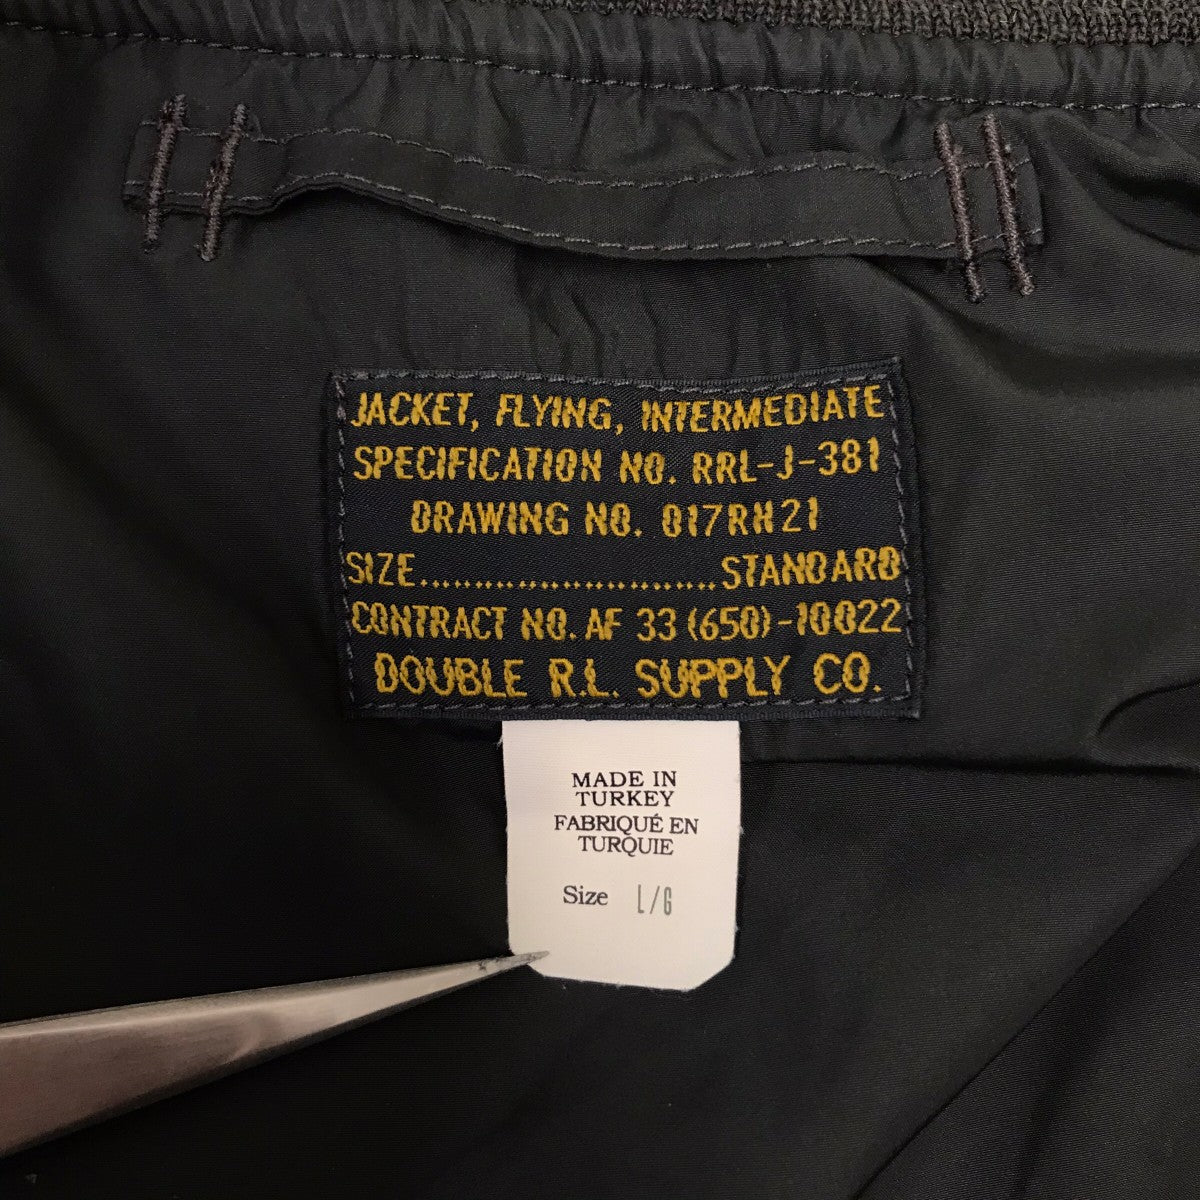 JACKET, FLYING, INTERMEDIATE
SPECIFICATION NO. RRL-J-381
DRAWING NO. 017RH21
SIZE...........................STANDARD
CONTRACT NO. AF 33 (650)-10022
DOUBLE R.L. SUPPLY CO.
MADE IN
TURKEY
FABRIQUÉ EN
TURQUIE
Size L/G